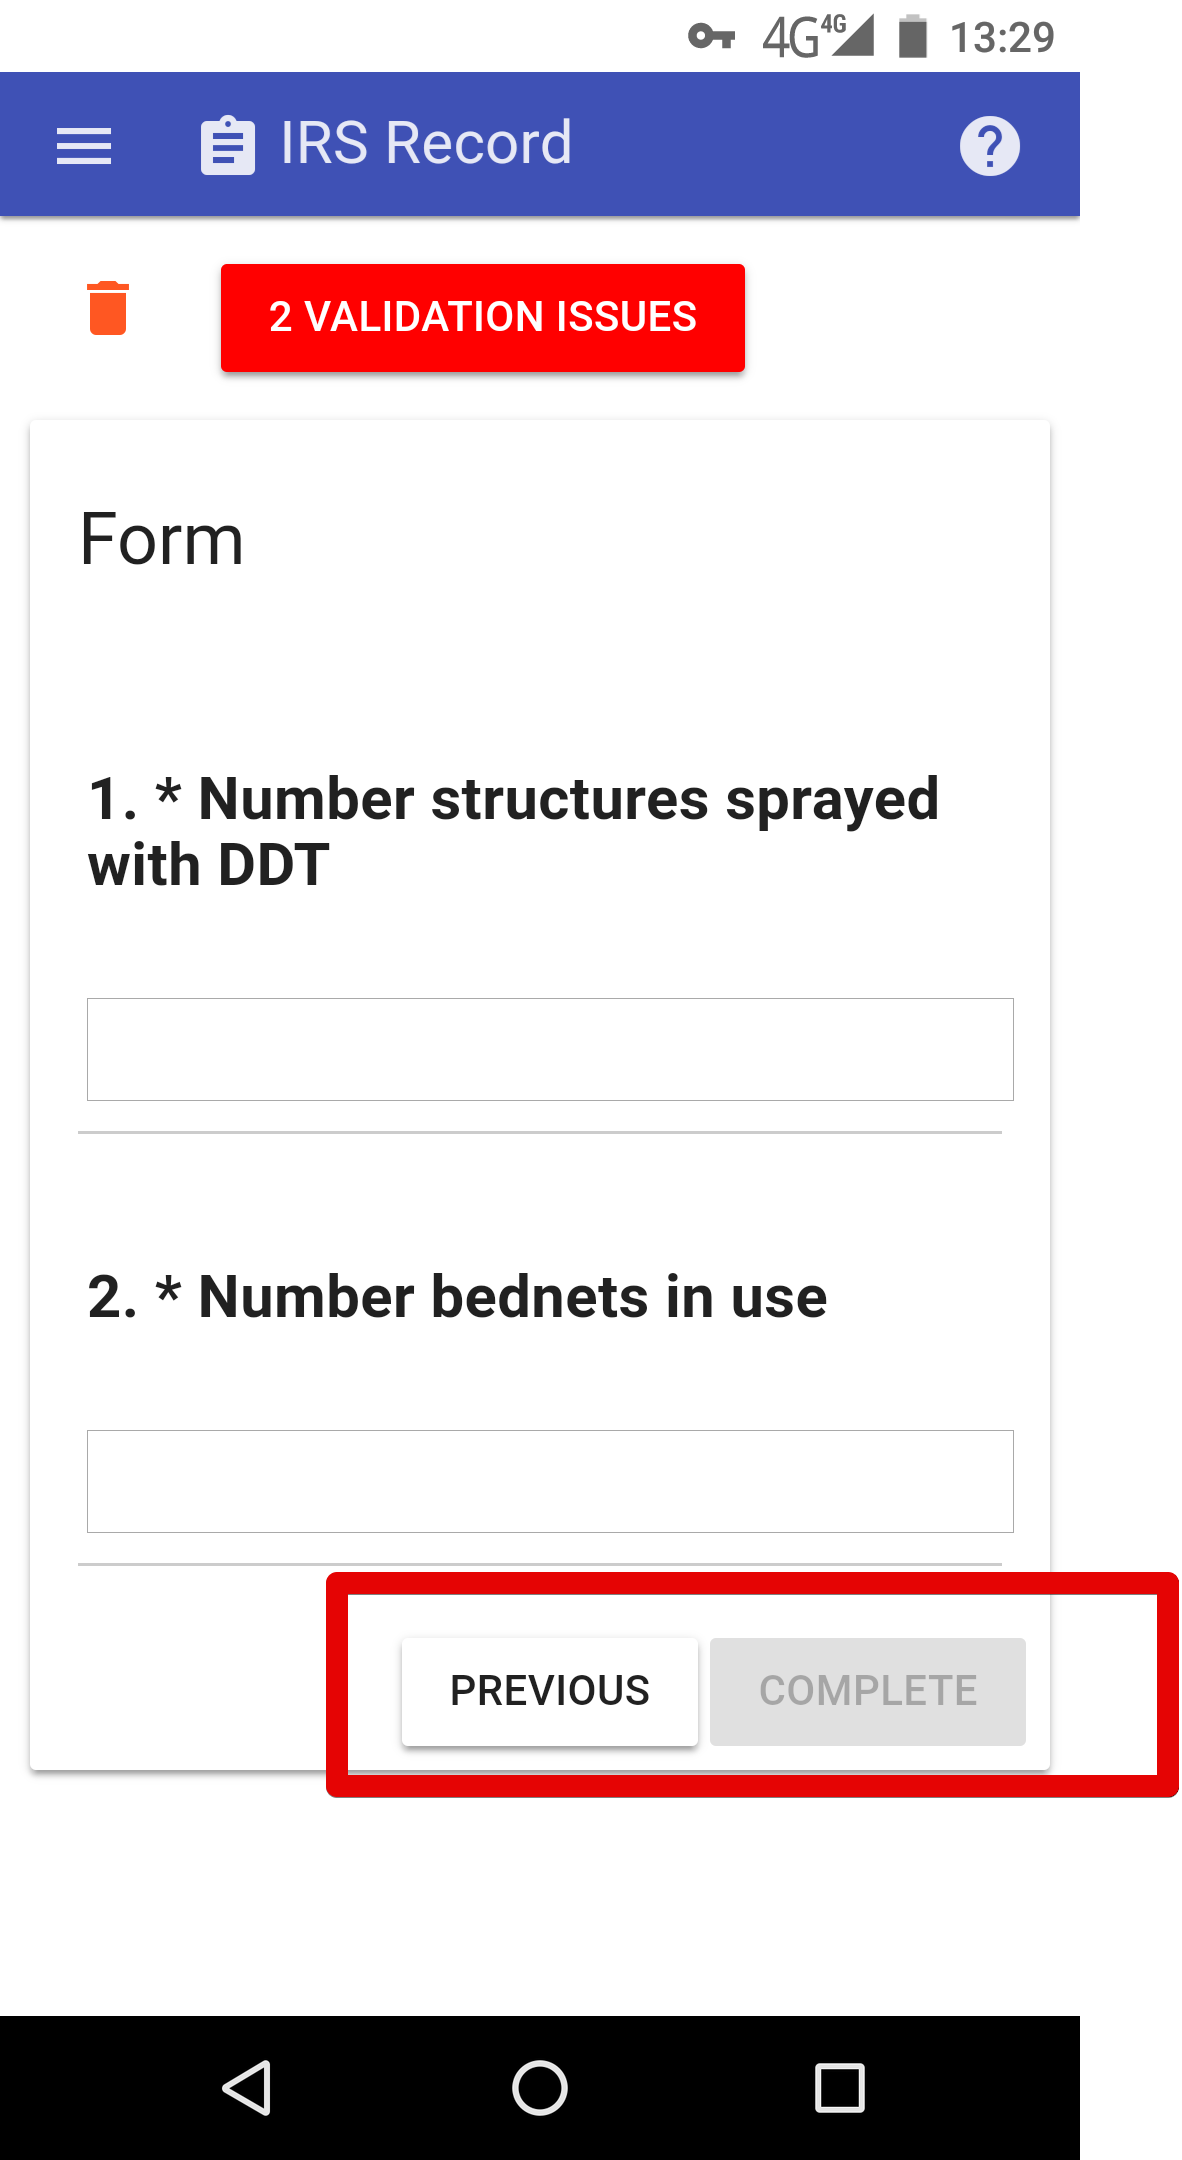 4G 4G 13:29
IRS Record ?
2 VALIDATION ISSUES
Form
1. * Number structures sprayed
with DDT
2. * Number bednets in use
PREVIOUS COMPLETE